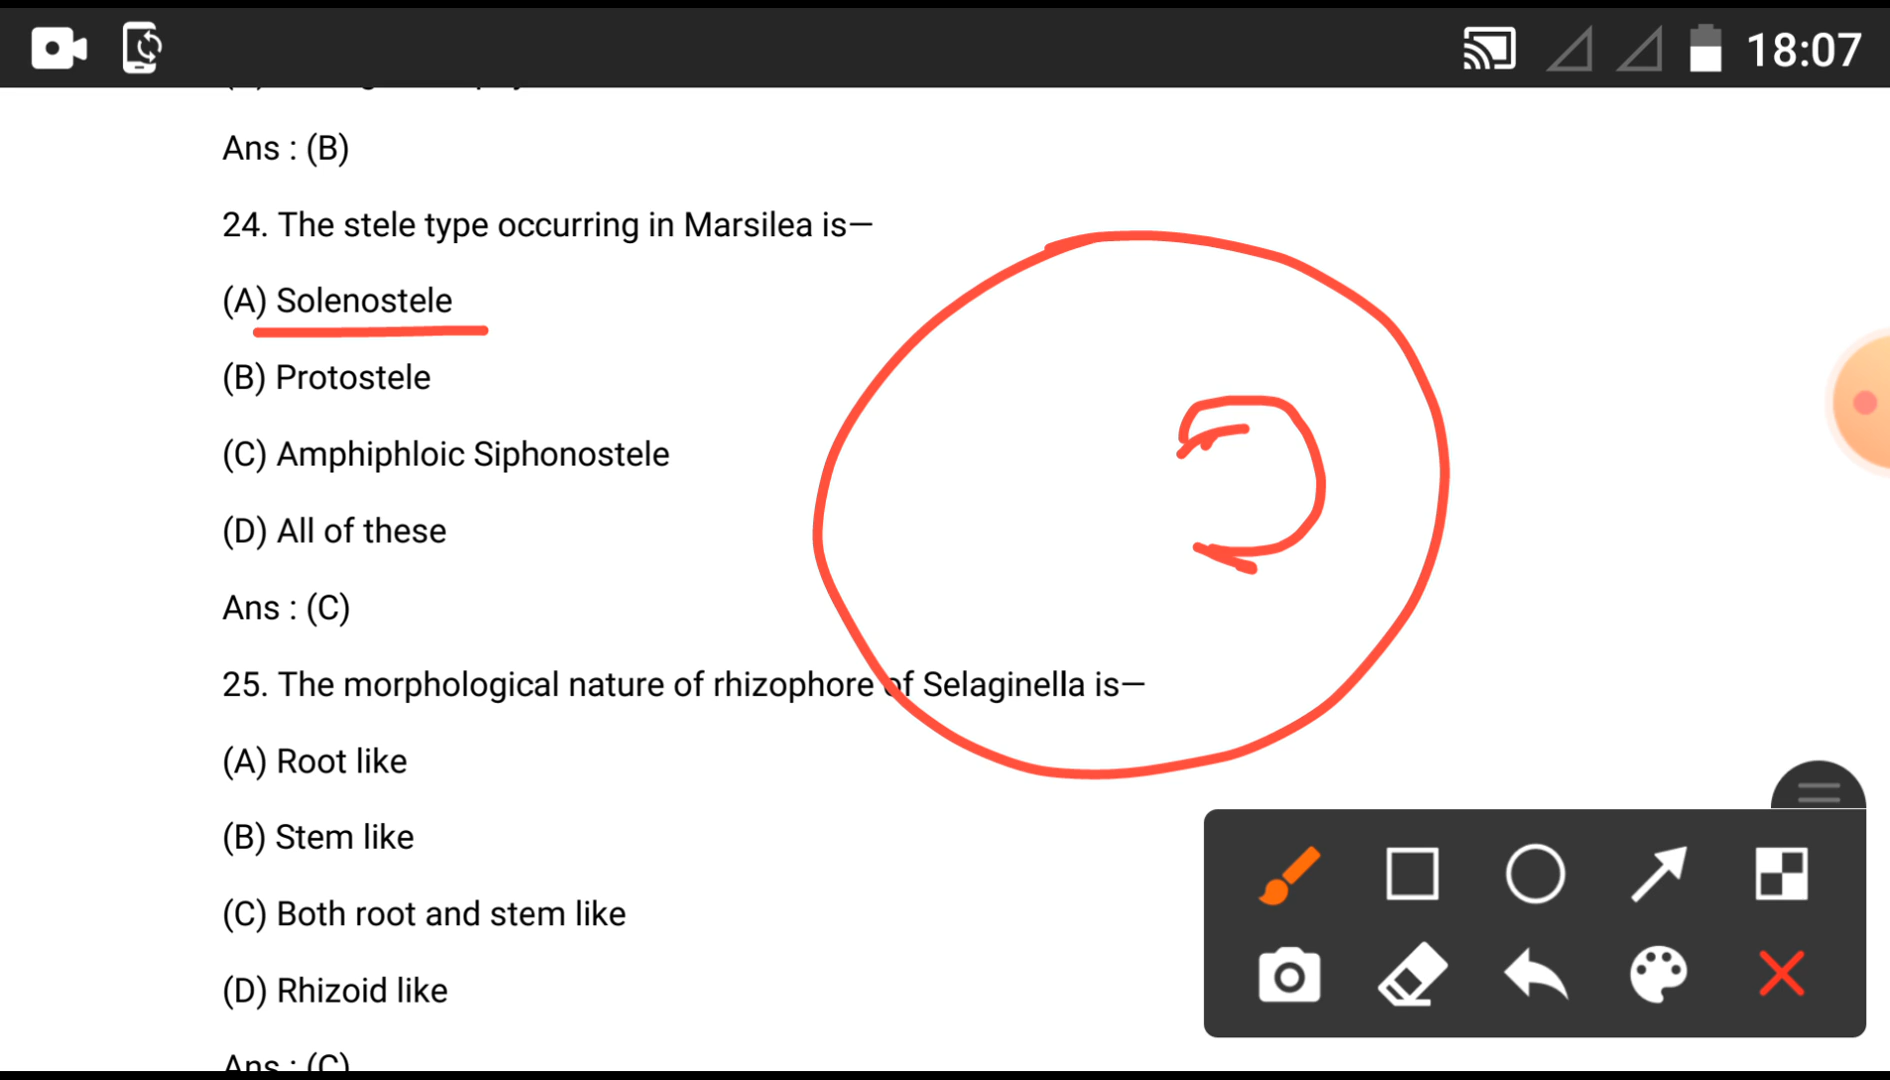 18:07
Ans : (B)
24. The stele type occurring in Marsilea is—
(A) Solenostele
(B) Protostele
(C) Amphiphloic Siphonostele
(D) All of these
Ans : (C)
25. The morphological nature of rhizophore of Selaginella is—
(A) Root like
(B) Stem like
(C) Both root and stem like
(D) Rhizoid like
Ans : (C)